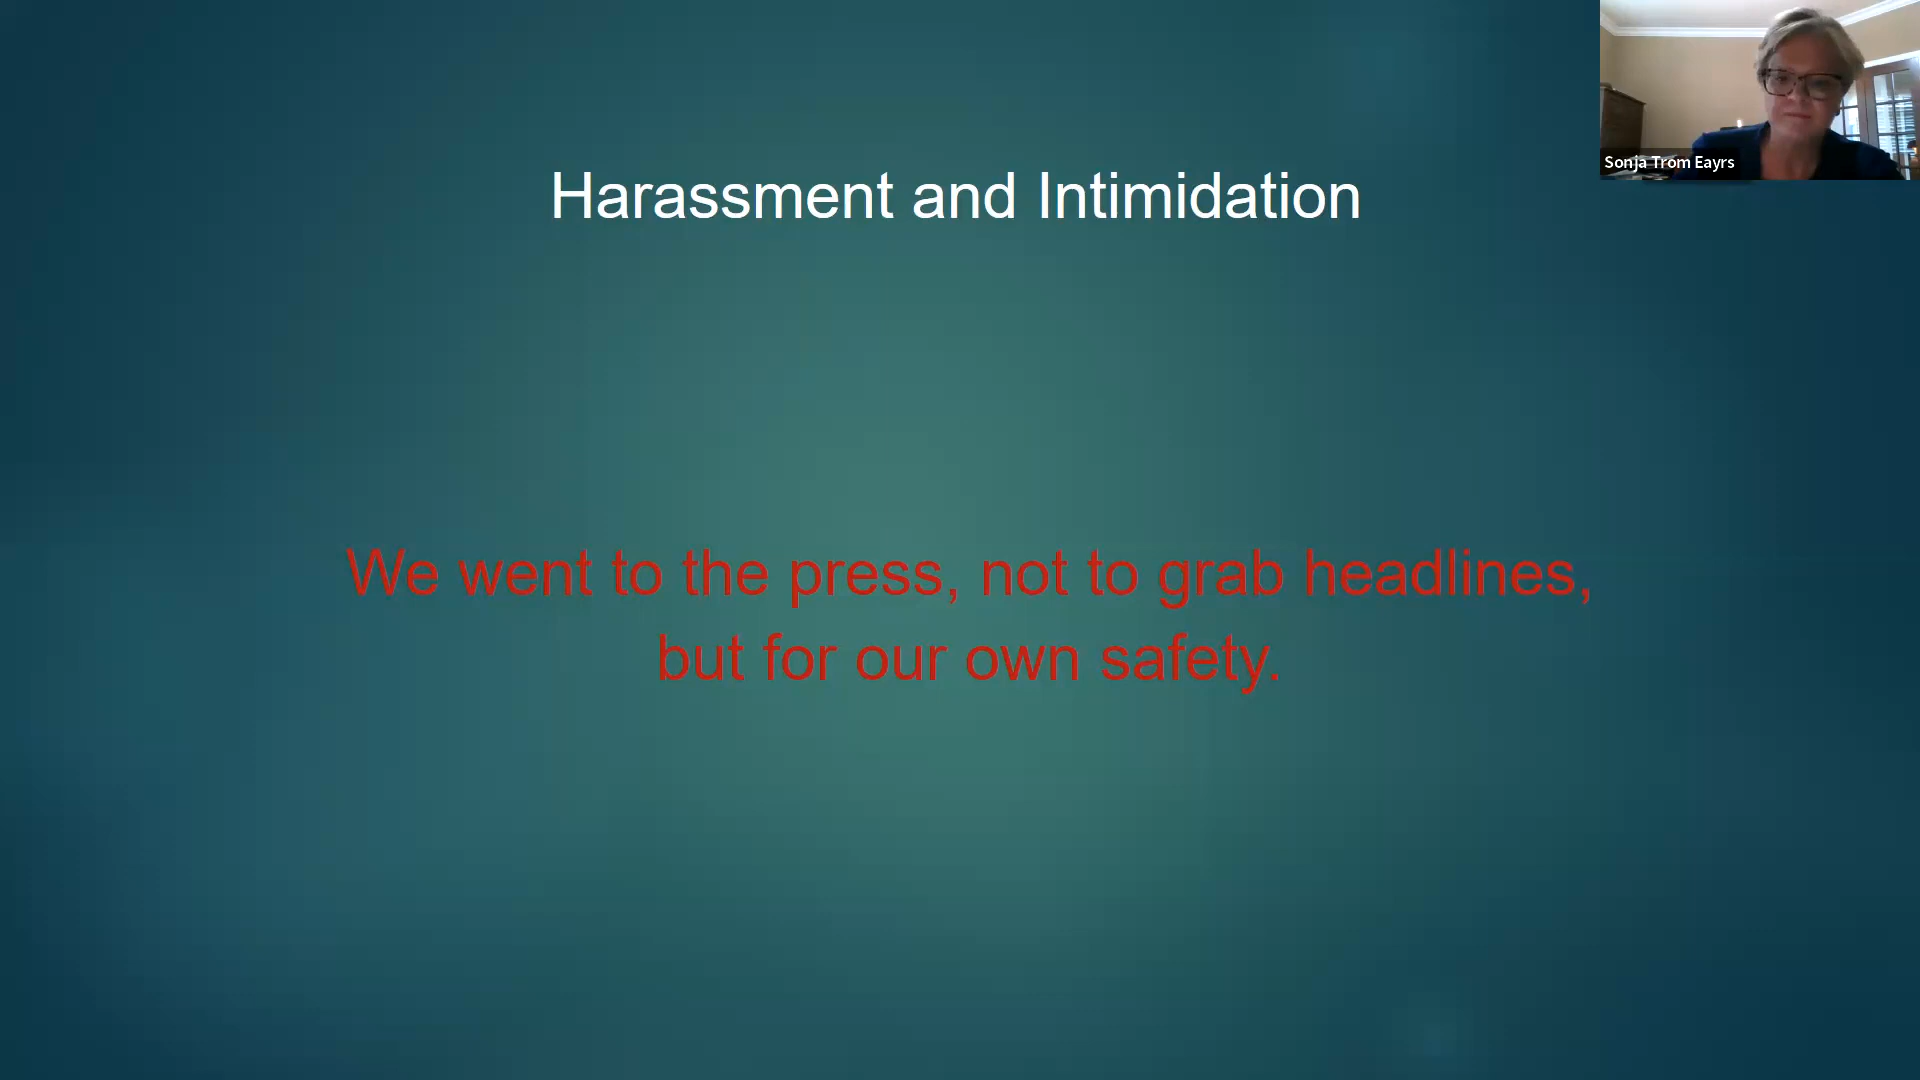 Harassment and Intimidation
Sonja Trom Eayrs
We went to the press, not to grab headlines,
but for our own safety.